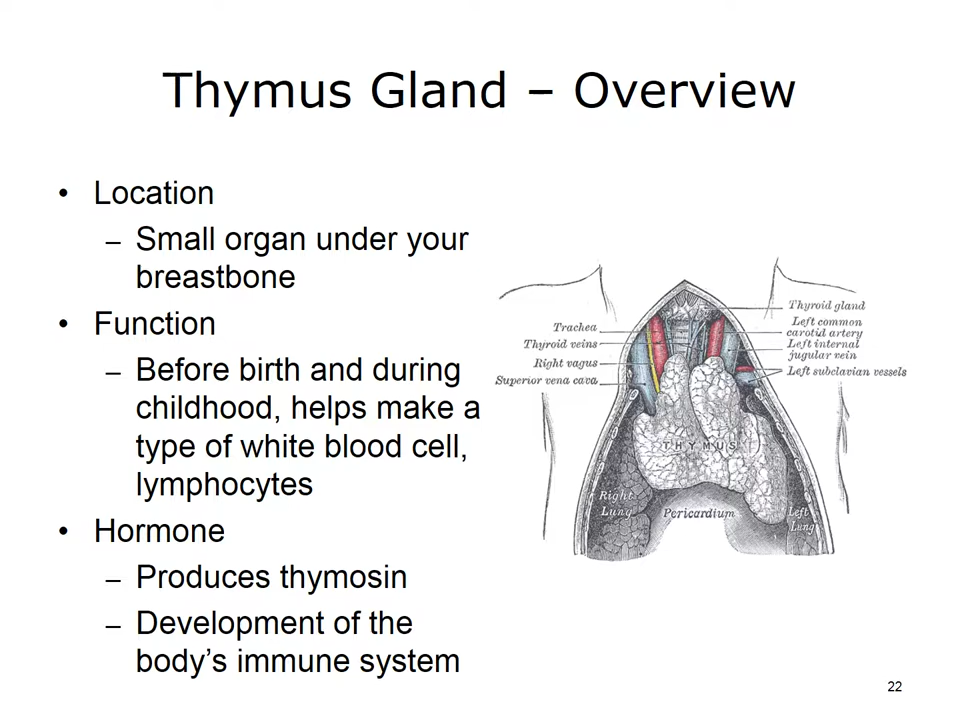 Thymus Gland – Overview
• Location
– Small organ under your
breastbone
• Function
– Before birth and during
childhood, helps make a
type of white blood cell,
lymphocytes
• Hormone
– Produces thymosin
– Development of the
body’s immune system
Trachea
Thyroid veins
Right vagus
Superior vena cava
Thyroid gland
Left common
carotid artery
Left internal
jugular vein
Left subclavian vessels
THYMUS
Right
Lung
Pericardium
Left
Lung
22